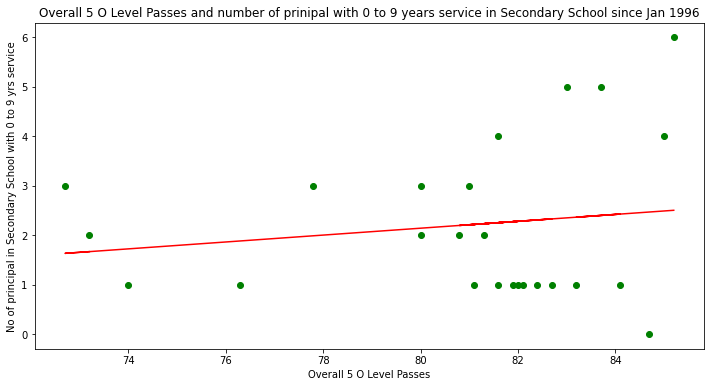 Overall 5 O Level Passes and number of prinipal with 0 to 9 years service in Secondary School since Jan 1996
No of principal in Secondary School with 0 to 9 yrs service
6
5
4
3
2
1
0
74 76 78 80 82 84
Overall 5 O Level Passes